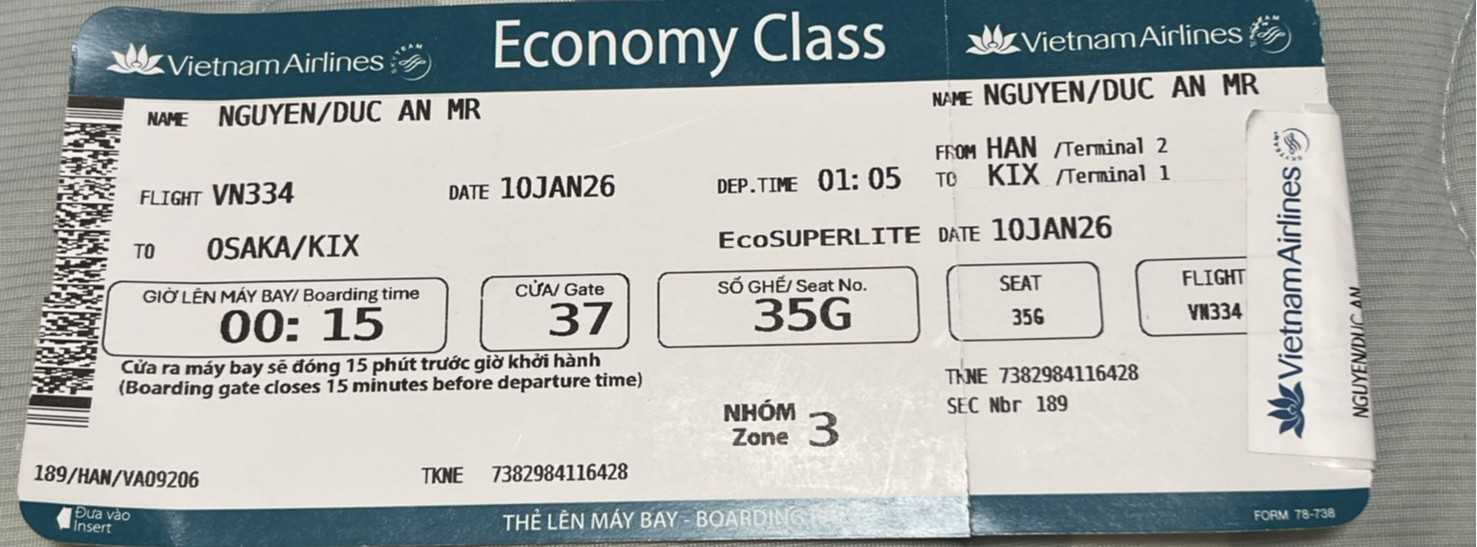 Vietnam Airlines SKYTEAM Economy Class Vietnam Airlines
NAME NGUYEN/DUC AN MR
FLIGHT VN334 DATE 10JAN26 DEP.TIME 01: 05
TO OSAKA/KIX EcoSUPERLITE
GIỜ LÊN MÁY BAY/ Boarding time
00: 15
CỬA/ Gate
37
SỐ GHẾ/ Seat No.
35G
Cửa ra máy bay sẽ đóng 15 phút trước giờ khởi hành
(Boarding gate closes 15 minutes before departure time)
NHÓM
Zone 3
189/HAN/VA09206 TKNE 7382984116428
Đưa vào
Insert
THẺ LÊN MÁY BAY - BOARDING
NAME NGUYEN/DUC AN MR
FROM HAN /Terminal 2
TO KIX /Terminal 1
DATE 10JAN26
SEAT
35G
FLIGHT
VN334
TKNE 7382984116428
SEC Nbr 189
FORM 78-738
Vietnam Airlines
NGUYEN/DUC AN